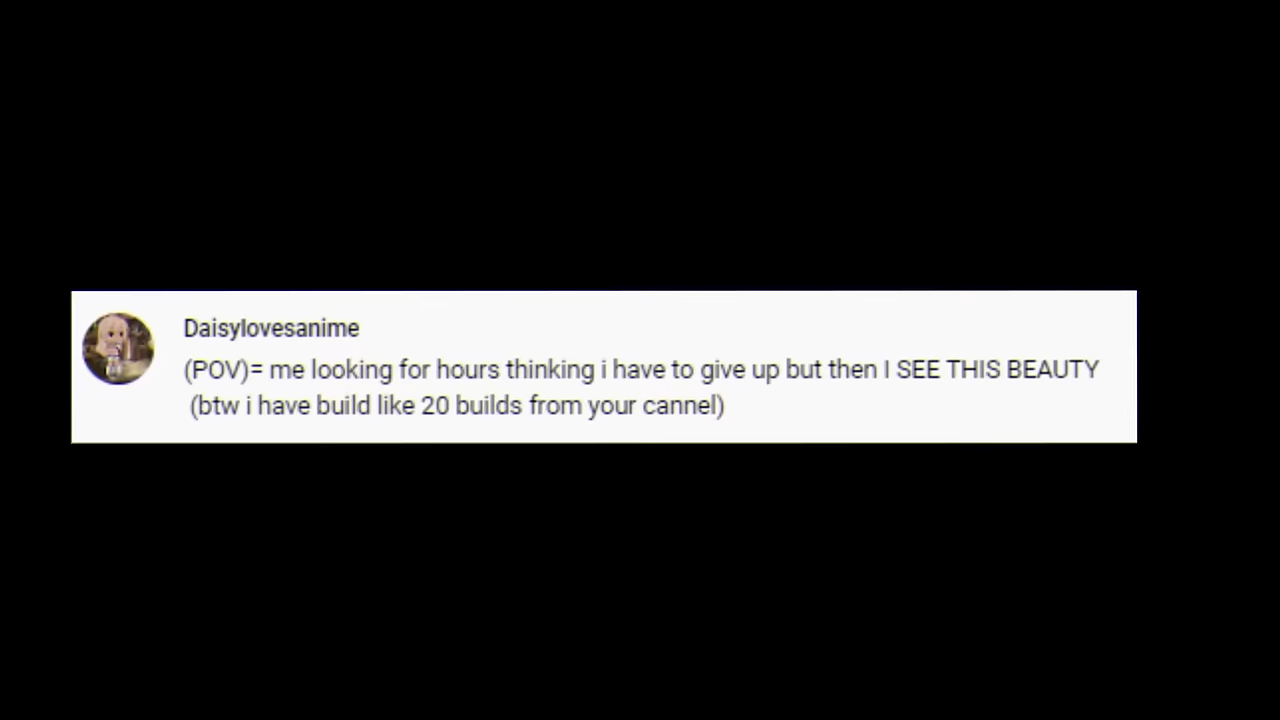 Daisylovesanime
(POV)= me looking for hours thinking i have to give up but then I SEE THIS BEAUTY
(btw i have build like 20 builds from your cannel)